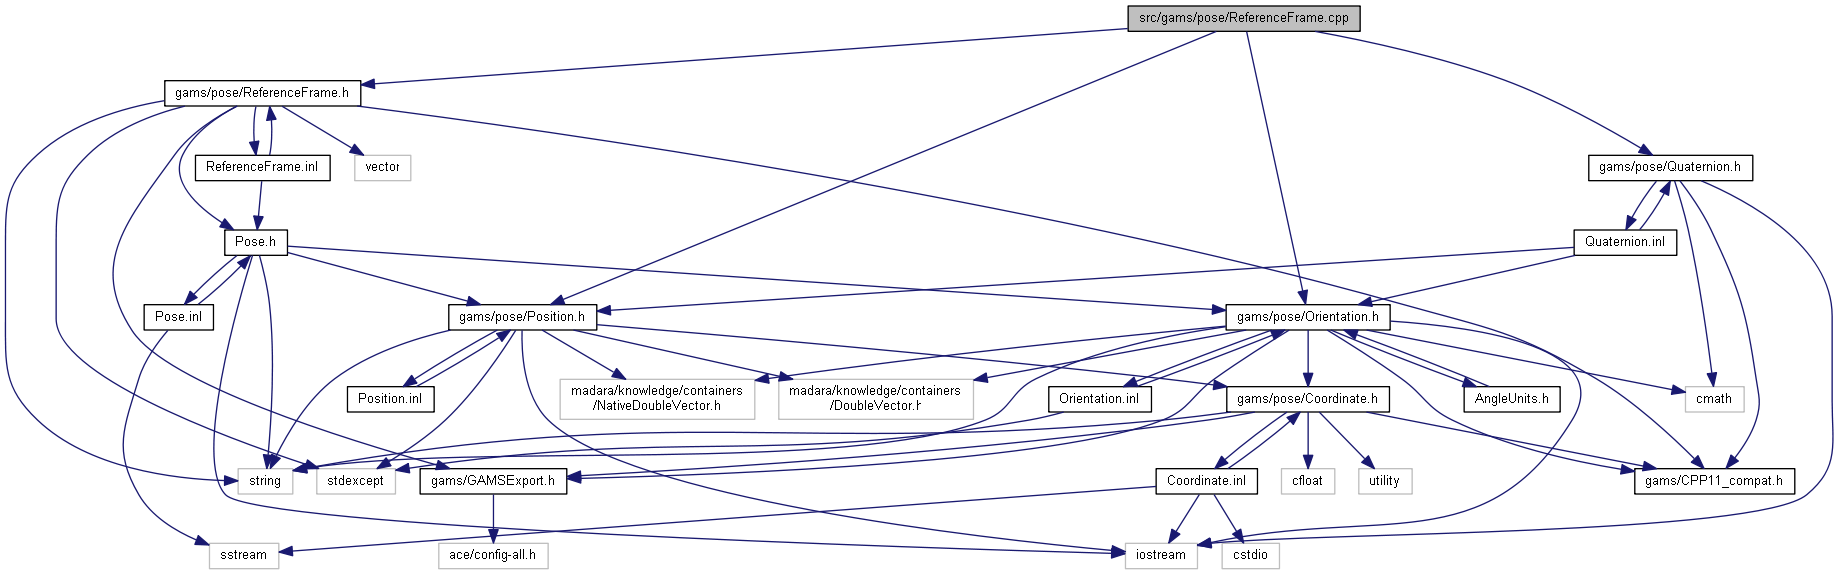 src/gams/pose/ReferenceFrame.cpp
gams/pose/ReferenceFrame.h
ReferenceFrame.inl
vector
gams/pose/Quaternion.h
Pose.h
Quaternion.inl
Pose.inl
gams/pose/Position.h
gams/pose/Orientation.h
Position.inl
madara/knowledge/containers
/NativeDoubleVector.h
madara/knowledge/containers
/DoubleVector.h
Orientation.inl
gams/pose/Coordinate.h
AngleUnits.h
cmath
string
stdexcept
gams/GAMSExport.h
Coordinate.inl
cfloat
utility
gams/CPP11_compat.h
sstream
ace/config-all.h
iostream
cstdio